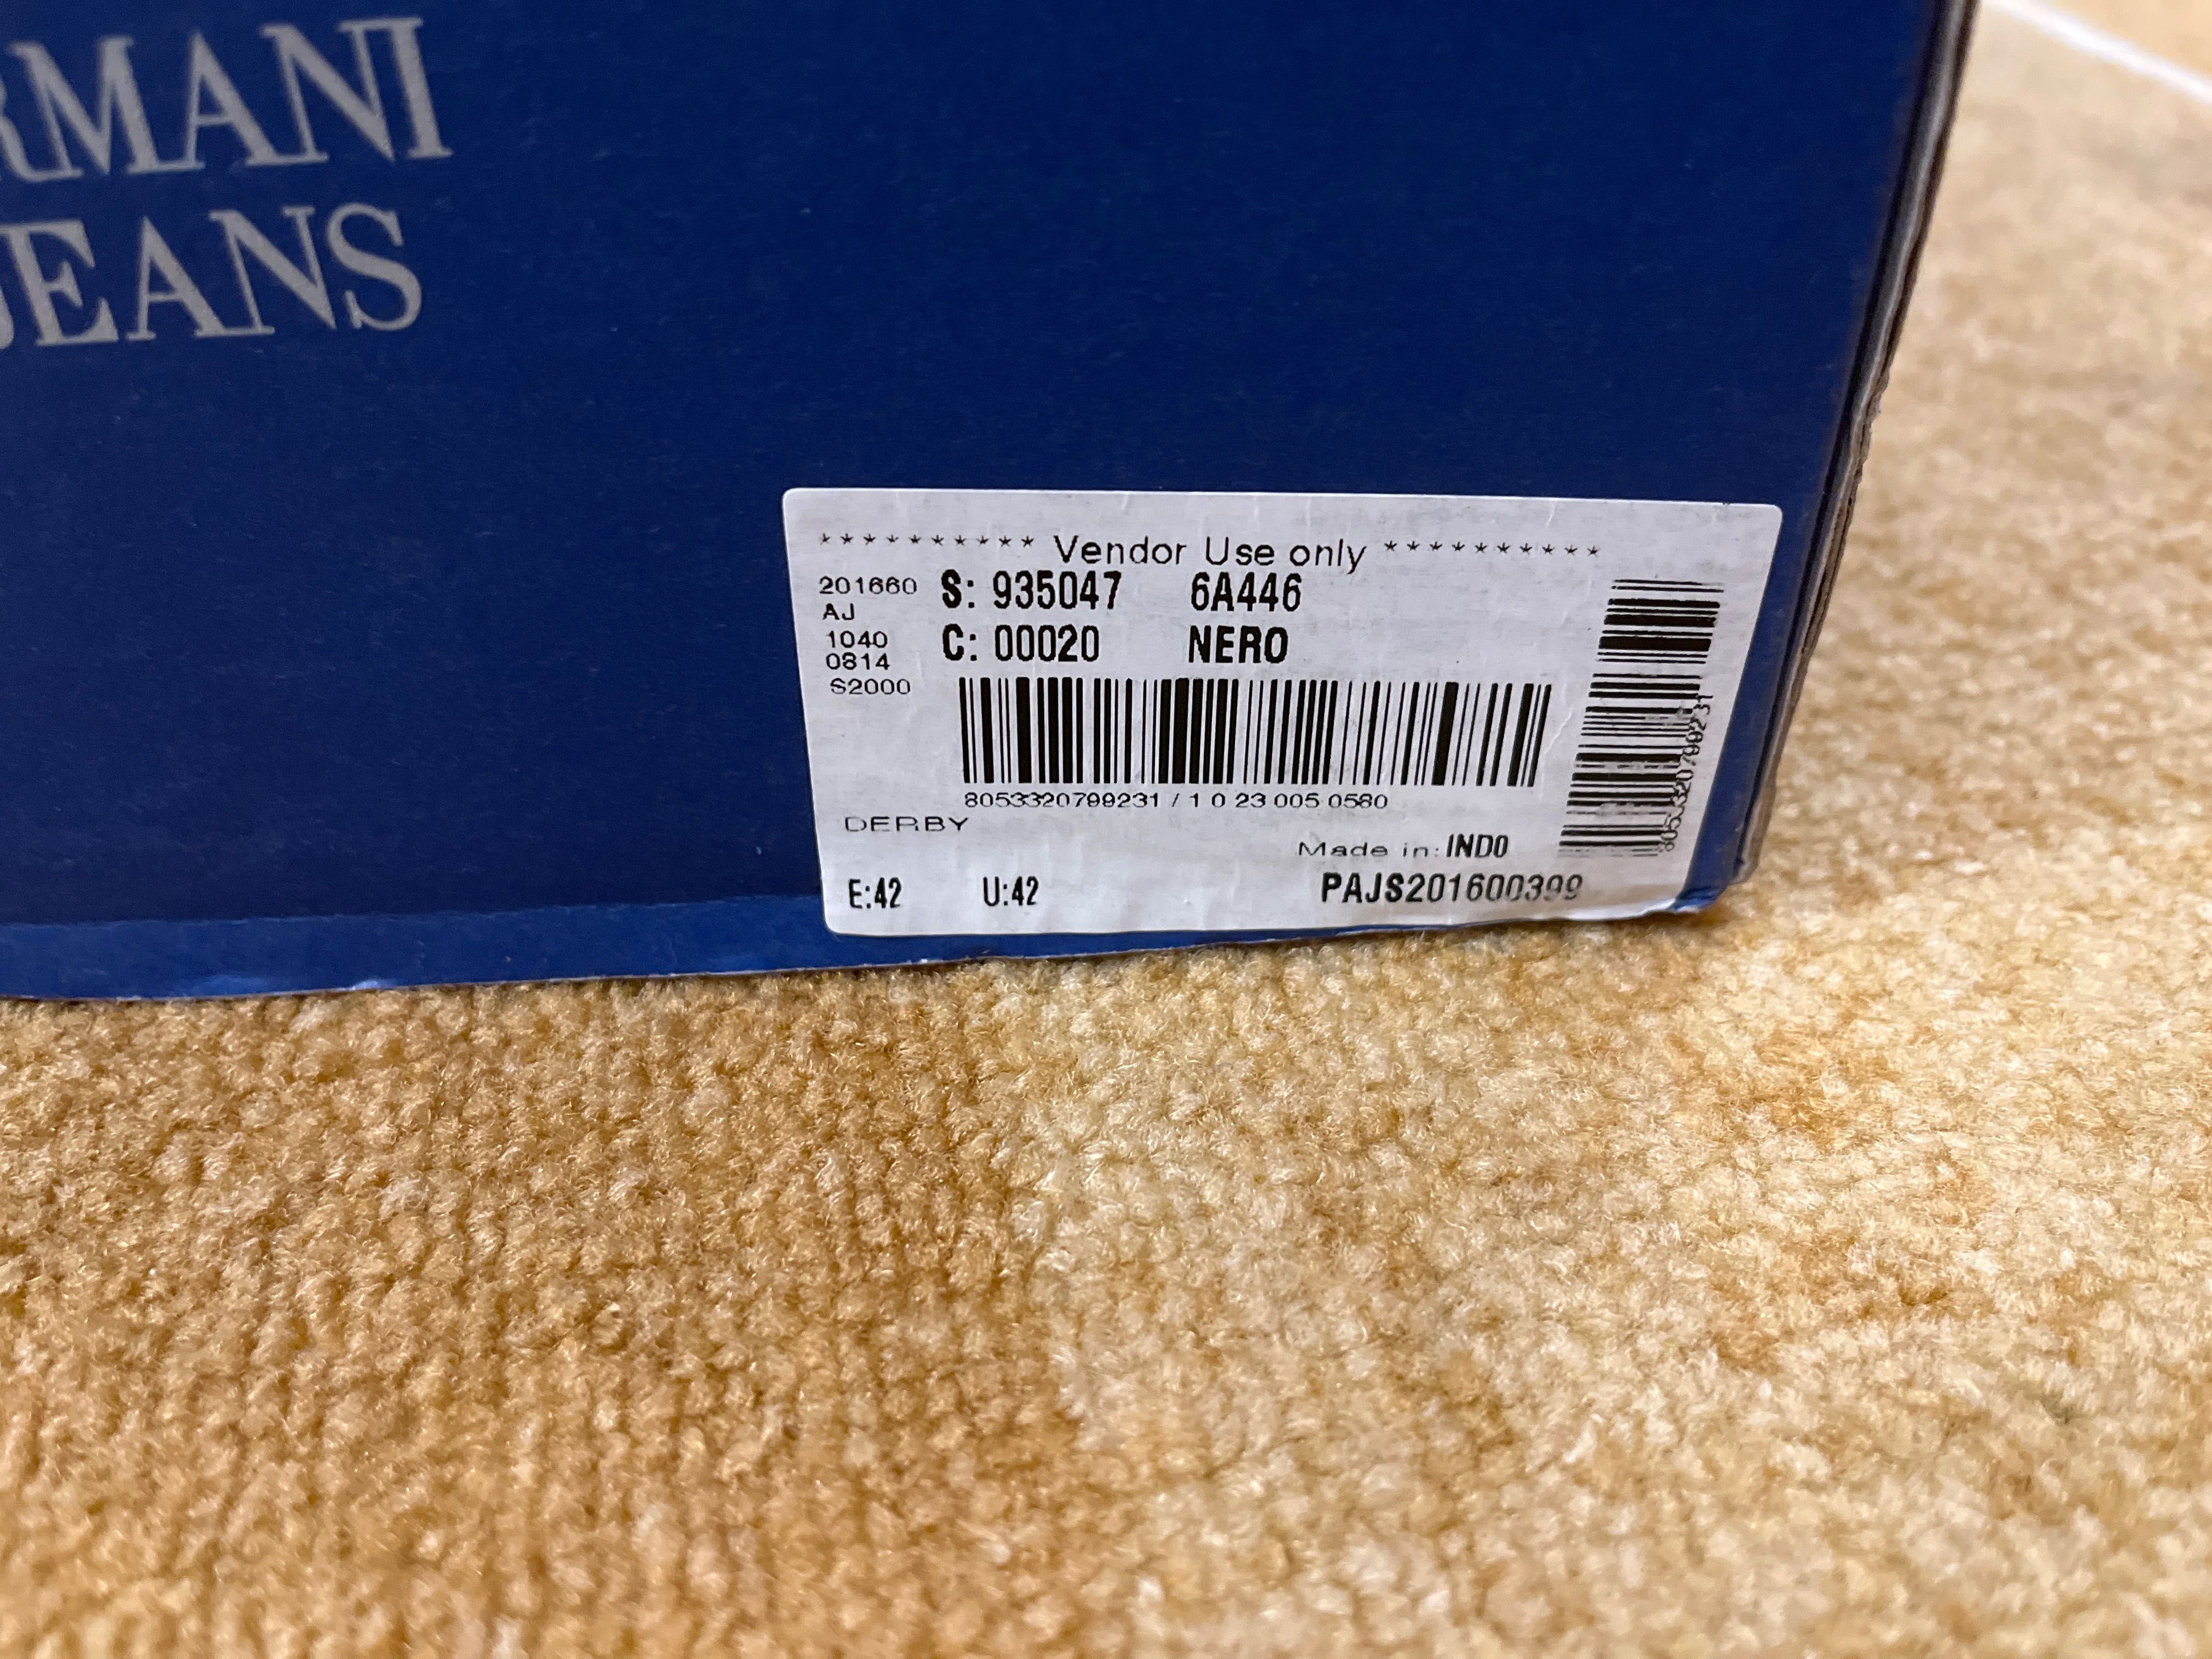 RMANI
JEANS
********** Vendor Use only **********
201660 S: 935047 6A446
AJ
1040 C: 00020 NERO
0814
S2000
8053320799231 / 1 0 23 005 0580
8053320799231
DERBY
Made in: INDO
E:42 U:42 PAJS201600399